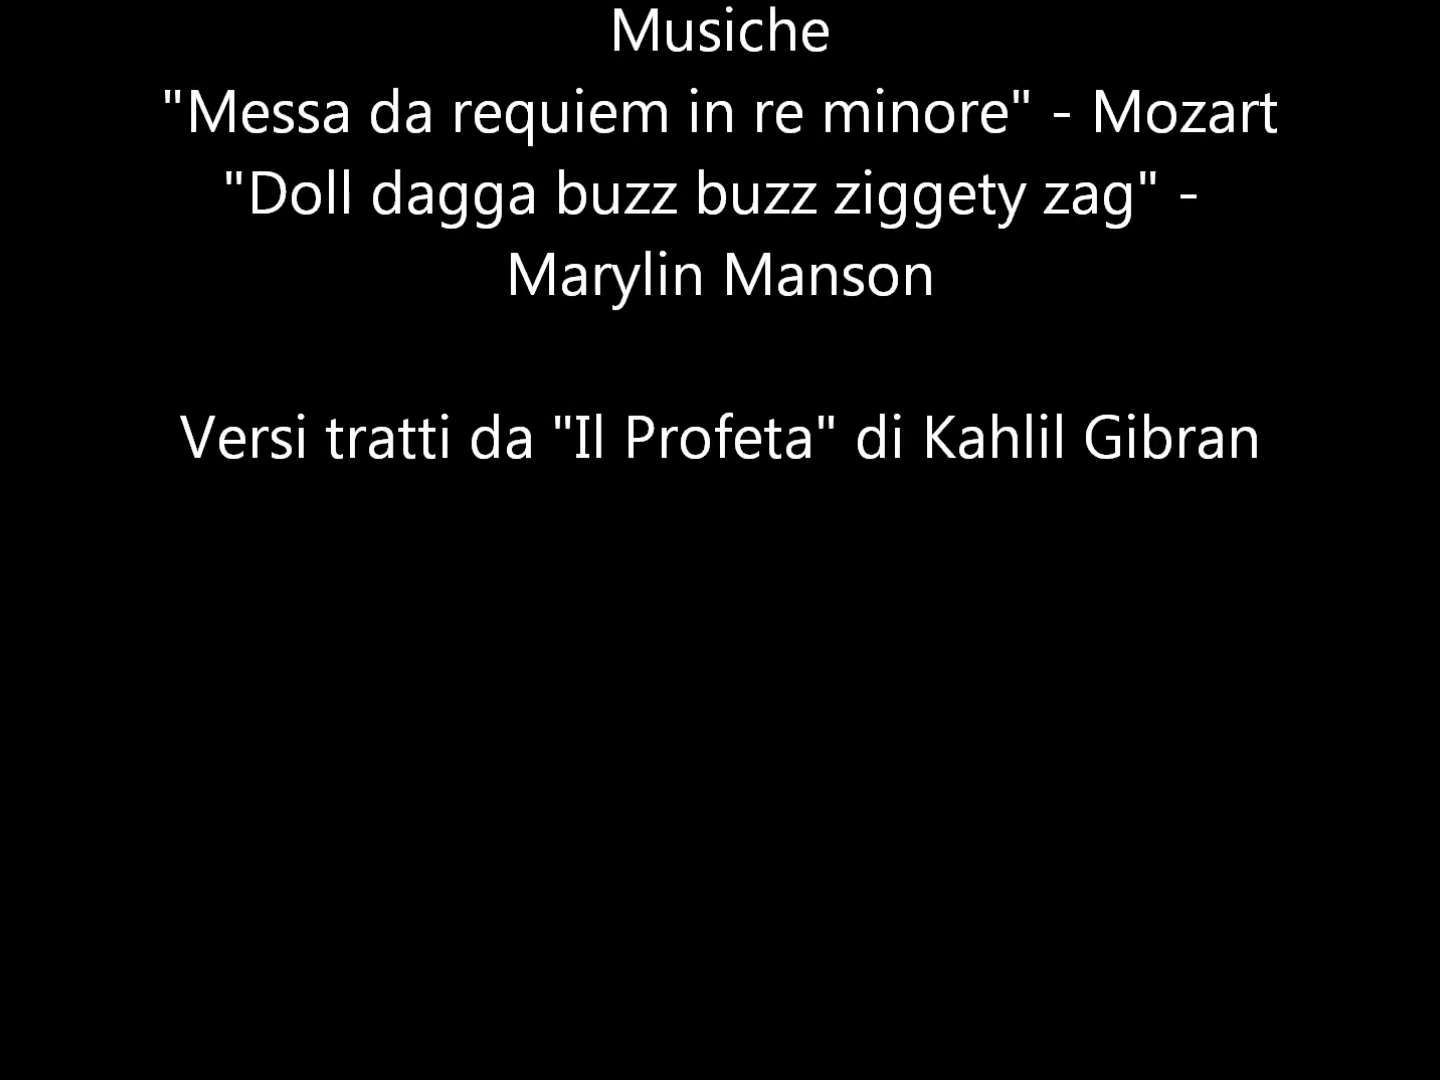 Musiche
"Messa da requiem in re minore" - Mozart
"Doll dagga buzz buzz ziggety zag" -
Marylin Manson
Versi tratti da "Il Profeta" di Kahlil Gibran